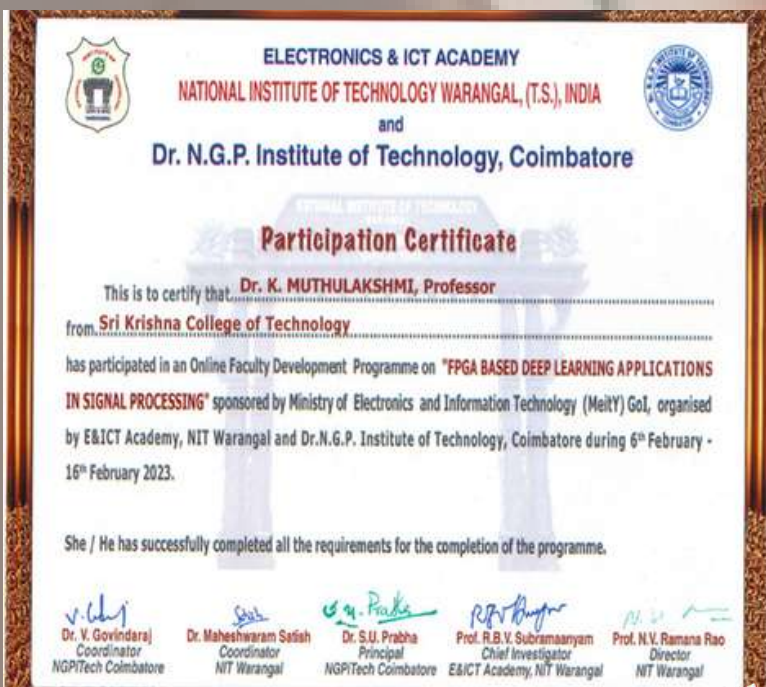 ELECTRONICS & ICT ACADEMY
NATIONAL INSTITUTE OF TECHNOLOGY WARANGAL, (T.S.), INDIA
and
Dr. N.G.P. Institute of Technology, Coimbatore
NATIONAL INSTITUTE OF TECHNOLOGY
Participation Certificate
This is to certify that Dr. K. MUTHULAKSHMI, Professor
from Sri Krishna College of Technology
has participated in an Online Faculty Development Programme on "FPGA BASED DEEP LEARNING APPLICATIONS
IN SIGNAL PROCESSING" sponsored by Ministry of Electronics and Information Technology (MeitY) GoI, organised
by E&ICT Academy, NIT Warangal and Dr.N.G.P. Institute of Technology, Coimbatore during 6th February -
16th February 2023.
She / He has successfully completed all the requirements for the completion of the programme.
Dr. V. Govindaraj
Coordinator
NGPiTech Coimbatore
Dr. Maheshwaram Satish
Coordinator
NIT Warangal
Dr. S.U. Prabha
Principal
NGPiTech Coimbatore
Prof. R.B.V. Subramaanyam
Chief Investigator
E&ICT Academy, NIT Warangal
Prof. N.V. Ramana Rao
Director
NIT Warangal